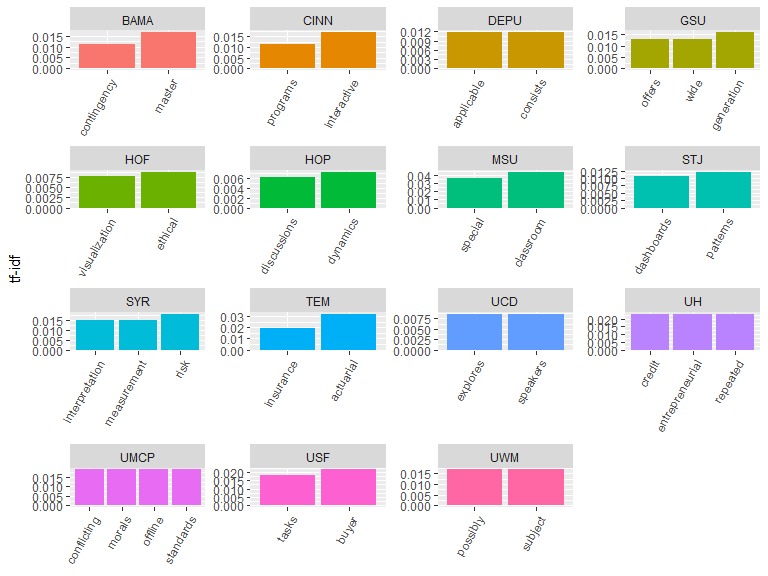 BAMA CINN DEPU GSU
0.015 0.010 0.005 0.000
0.015 0.010 0.005 0.000
0.012 0.009 0.006 0.003 0.000
0.015 0.010 0.005 0.000
contingency master programs interactive applicable consists offers wide generation
HOF HOP MSU STJ
0.0075 0.0050 0.0025 0.0000
0.006 0.004 0.002 0.000
0.04 0.03 0.02 0.01 0.00
0.0125 0.0100 0.0075 0.0050 0.0025 0.0000
visualization ethical discussions dynamics special classroom dashboards patterns
tf-idf
SYR TEM UCD UH
0.015 0.010 0.005 0.000
0.03 0.02 0.01 0.00
0.0075 0.0050 0.0025 0.0000
0.020 0.015 0.010 0.005 0.000
Interpretation measurement risk insurance actuarial explores speakers credit entrepreneurial repeated
UMCP USF UWM
0.015 0.010 0.005 0.000
0.020 0.015 0.010 0.005 0.000
0.015 0.010 0.005 0.000
conflicting morals offline standards tasks buyer possibly subject